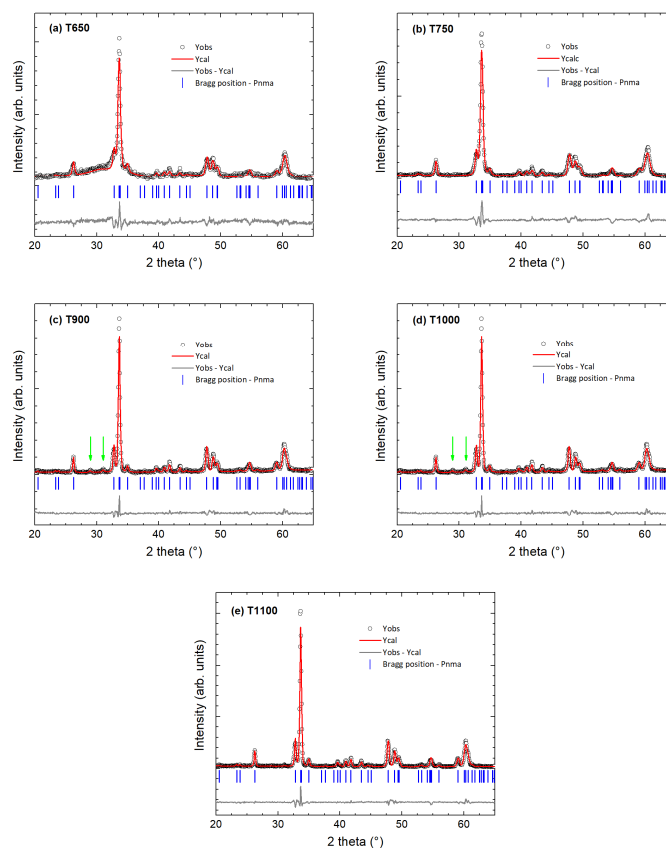 (a) T650
Yobs
Ycal
Yobs - Ycal
Bragg position - Pnma
Intensity (arb. units)
20 30 40 50 60
2 theta (°)
(b) T750
Yobs
Ycalc
Yobs - Ycal
Bragg position - Pnma
Intensity (arb. units)
20 30 40 50 60
2 theta (°)
(c) T900
Yobs
Ycal
Yobs - Ycal
Bragg position - Pnma
Intensity (arb. units)
20 30 40 50 60
2 theta (°)
(d) T1000
Yobs
Ycal
Yobs - Ycal
Bragg position - Pnma
Intensity (arb. units)
20 30 40 50 60
2 theta (°)
(e) T1100
Yobs
Ycal
Yobs - Ycal
Bragg position - Pnma
Intensity (arb. units)
20 30 40 50 60
2 theta (°)